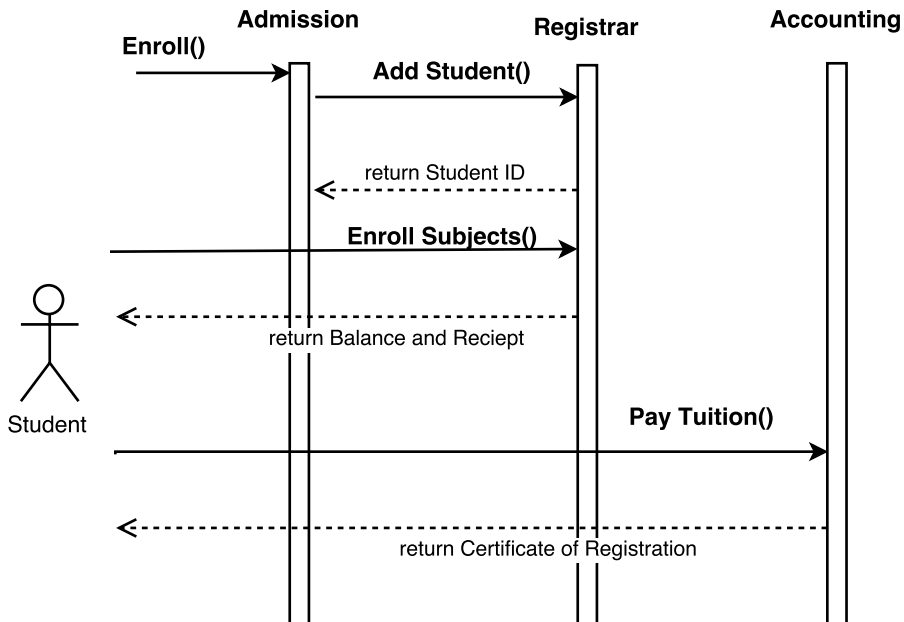 Admission
Registrar
Accounting
Enroll()
Add Student()
return Student ID
Enroll Subjects()
return Balance and Reciept
Student
Pay Tuition()
return Certificate of Registration